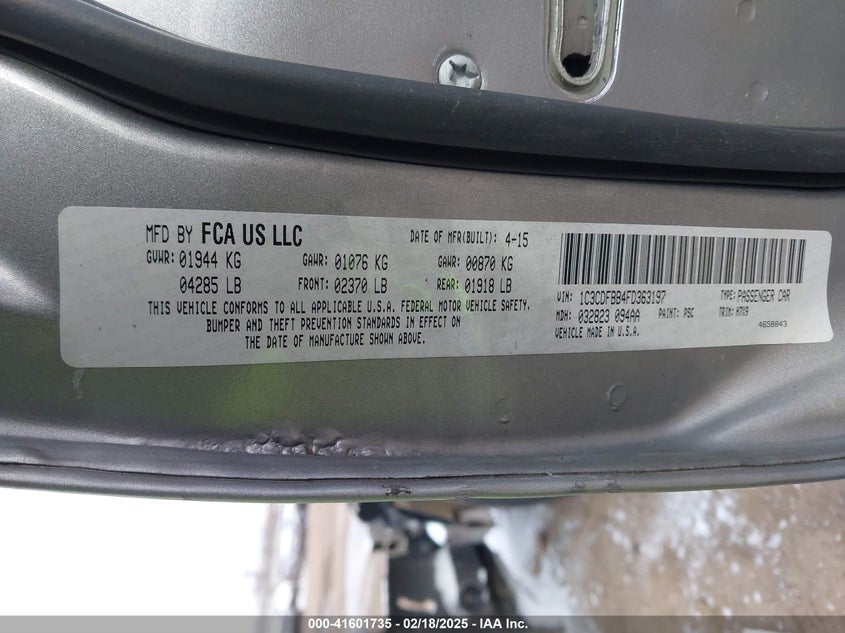 MFD BY FCA US LLC DATE OF MFR(BUILT): 4-15
GVWR: 01944 KG GAWR: 01076 KG GAWR: 00870 KG
04285 LB FRONT: 02370 LB REAR: 01918 LB
THIS VEHICLE CONFORMS TO ALL APPLICABLE U.S.A. FEDERAL MOTOR VEHICLE SAFETY,
BUMPER AND THEFT PREVENTION STANDARDS IN EFFECT ON
THE DATE OF MANUFACTURE SHOWN ABOVE.
VIN: 1C3CDFBB4FD363197 TYPE: PASSENGER CAR
MDH: 032823 094AA PAINT: PSC TRIM: A7X9
VEHICLE MADE IN U.S.A. 4658843
000-41601735 - 02/18/2025 - IAA Inc.